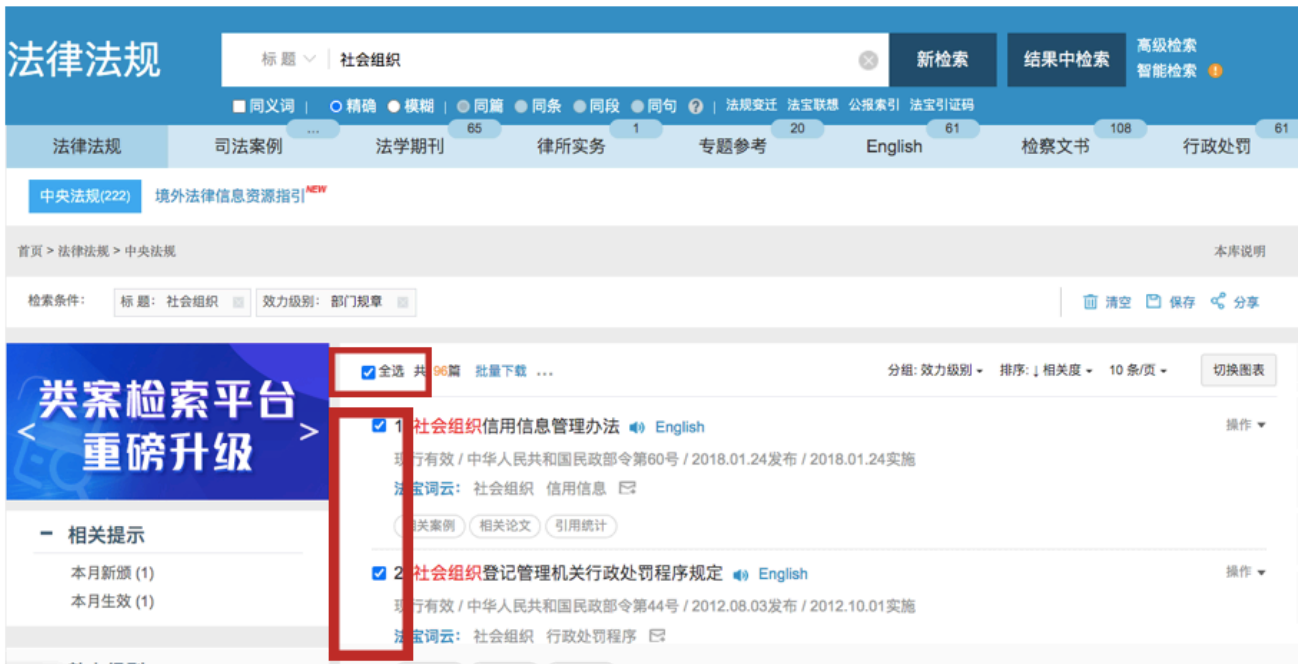 法律法规
标 题 社会组织 新检索 结果中检索 高级检索
智能检索
同义词 | 精确 模糊 | 同篇 同条 同段 同句 | 法规变迁 法宝联想 公报索引 法宝引证码
法律法规 司法案例 ... 法学期刊 65 律所实务 1 专题参考 20 English 61 检察文书 108 行政处罚 61
中央法规(222) 境外法律信息资源指引 NEW
首页 > 法律法规 > 中央法规 本库说明
检索条件: 标 题: 社会组织 效力级别: 部门规章 清空 保存 分享
类案检索平台
重磅升级
全选 共 96篇 批量下载 ... 分组: 效力级别 排序: ↓相关度 10 条/页 切换图表
1 社会组织信用信息管理办法 English 操作
现行有效 / 中华人民共和国民政部令第60号 / 2018.01.24发布 / 2018.01.24实施
法宝词云: 社会组织 信用信息
相关案例 相关论文 引用统计
相关提示
本月新颁 (1)
本月生效 (1)
2 社会组织登记管理机关行政处罚程序规定 English 操作
现行有效 / 中华人民共和国民政部令第44号 / 2012.08.03发布 / 2012.10.01实施
法宝词云: 社会组织 行政处罚程序